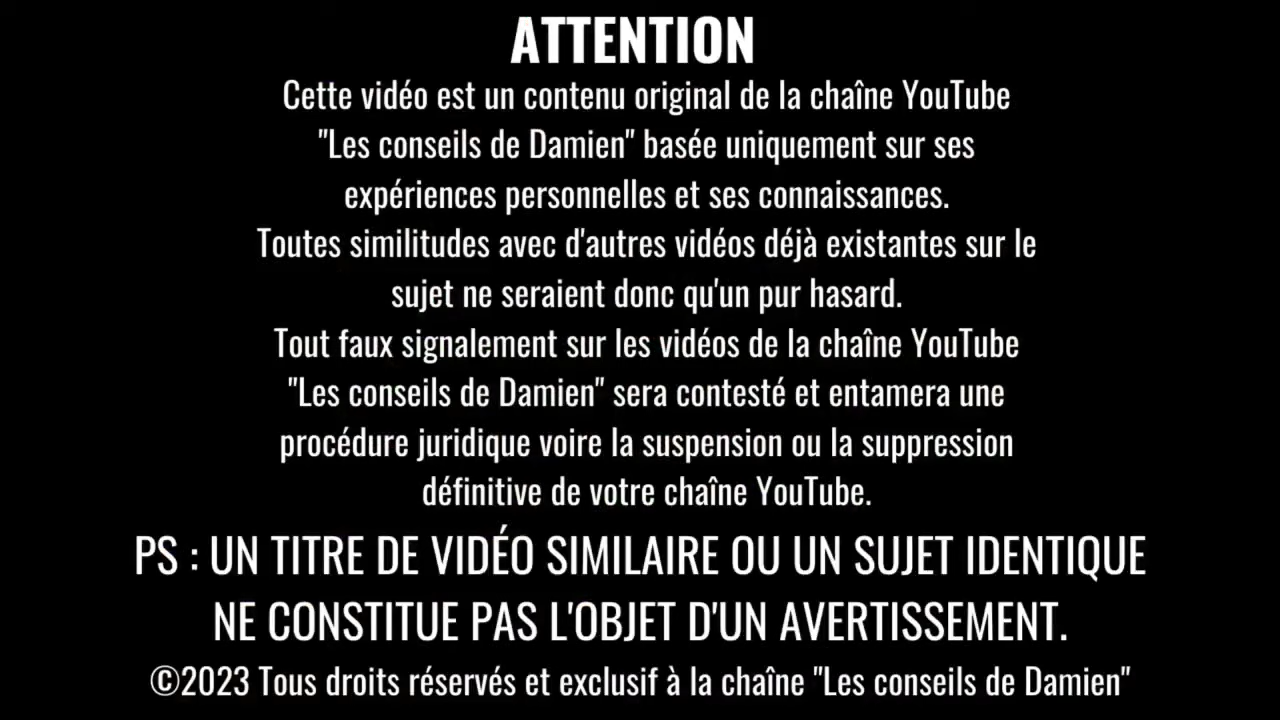 ATTENTION
Cette vidéo est un contenu original de la chaîne YouTube
"Les conseils de Damien" basée uniquement sur ses
expériences personnelles et ses connaissances.
Toutes similitudes avec d'autres vidéos déjà existantes sur le
sujet ne seraient donc qu'un pur hasard.
Tout faux signalement sur les vidéos de la chaîne YouTube
"Les conseils de Damien" sera contesté et entamera une
procédure juridique voire la suspension ou la suppression
définitive de votre chaîne YouTube.
PS : UN TITRE DE VIDÉO SIMILAIRE OU UN SUJET IDENTIQUE
NE CONSTITUE PAS L'OBJET D'UN AVERTISSEMENT.
©2023 Tous droits réservés et exclusif à la chaîne "Les conseils de Damien"